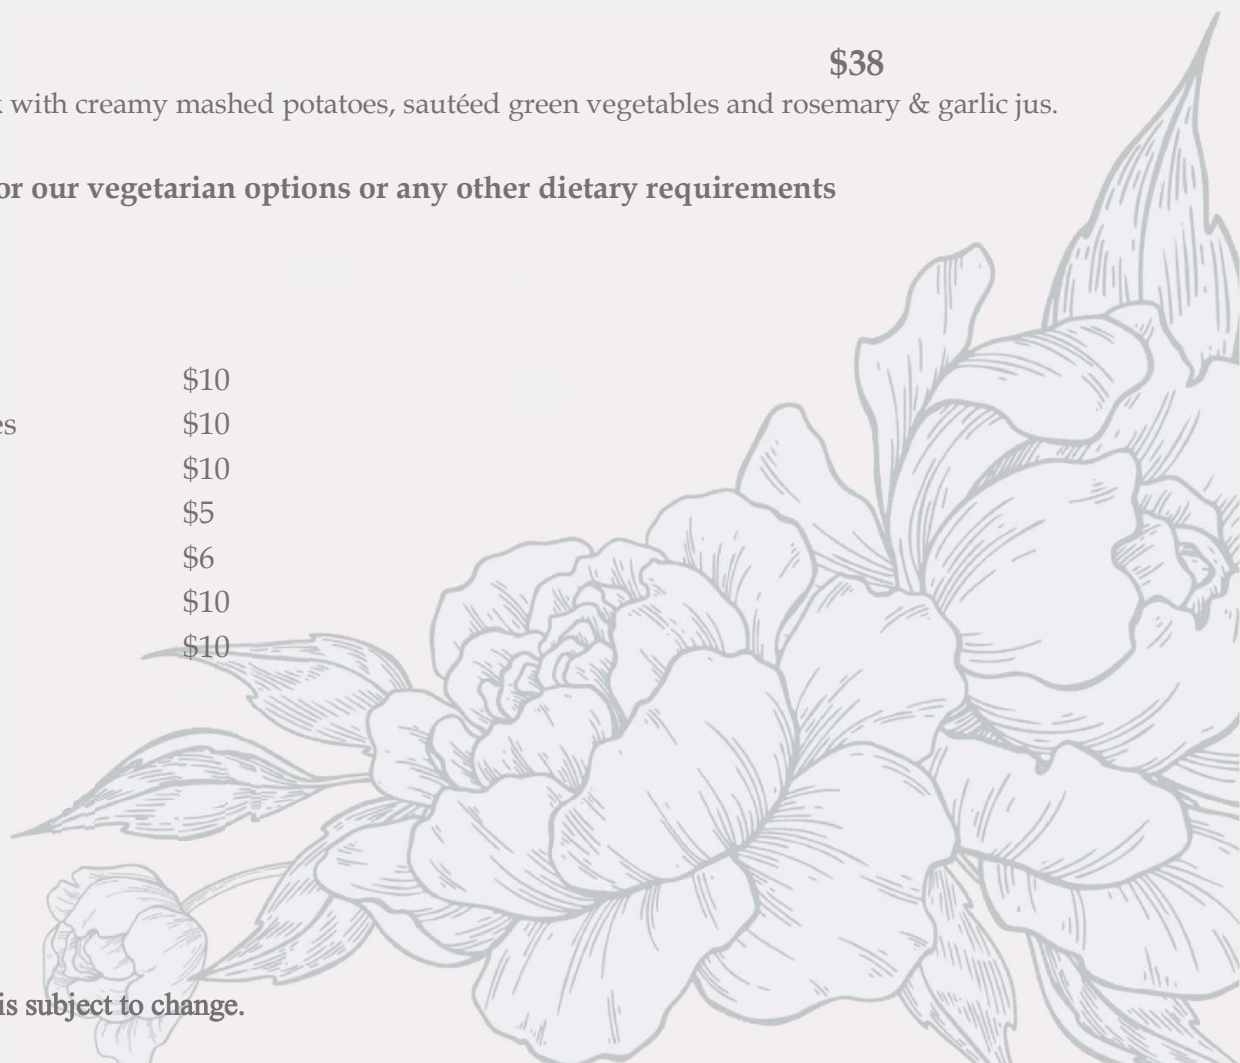 $38
with creamy mashed potatoes, sautéed green vegetables and rosemary & garlic jus.
or our vegetarian options or any other dietary requirements
$10
es $10
$10
$5
$6
$10
$10
is subject to change.